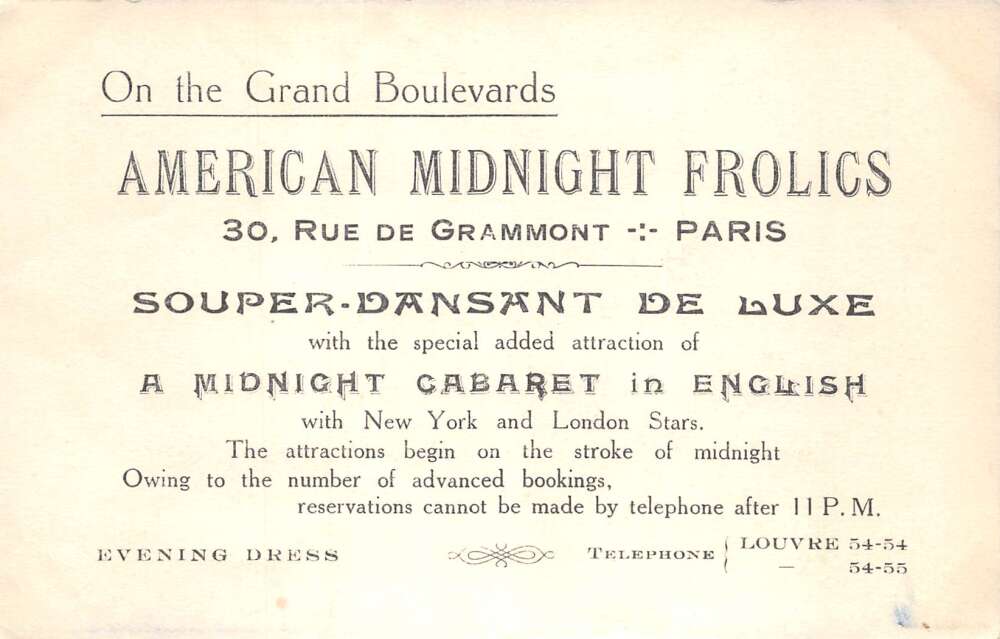 On the Grand Boulevards
AMERICAN MIDNIGHT FROLICS
30, RUE DE GRAMMONT -:- PARIS
SOUPER-DANSANT DE LUXE
with the special added attraction of
A MIDNIGHT CABARET in ENGLISH
with New York and London Stars.
The attractions begin on the stroke of midnight
Owing to the number of advanced bookings,
reservations cannot be made by telephone after 11 P. M.
EVENING DRESS
TELEPHONE { LOUVRE 54-54
— 54-55